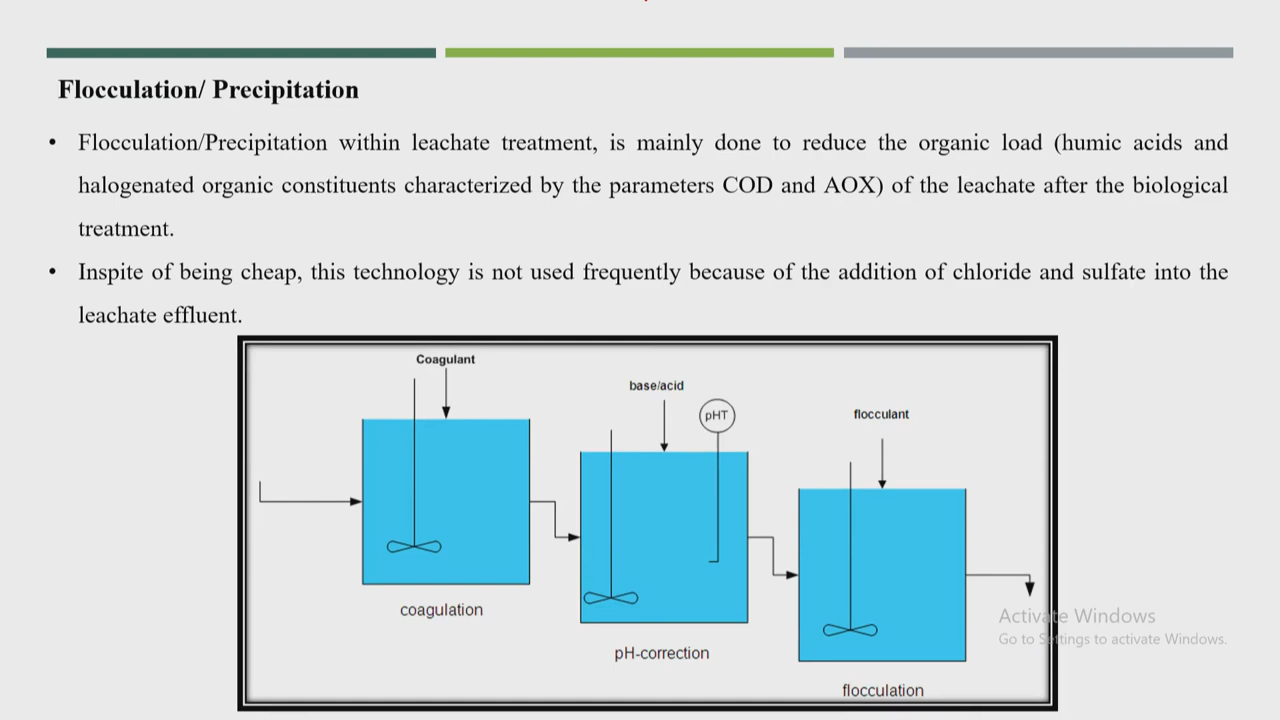 Flocculation/ Precipitation
• Flocculation/Precipitation within leachate treatment, is mainly done to reduce the organic load (humic acids and
halogenated organic constituents characterized by the parameters COD and AOX) of the leachate after the biological
treatment.
• Inspite of being cheap, this technology is not used frequently because of the addition of chloride and sulfate into the
leachate effluent.
Coagulant
base/acid
pHT
flocculant
coagulation
pH-correction
flocculation
Activate Windows
Go to Settings to activate Windows.